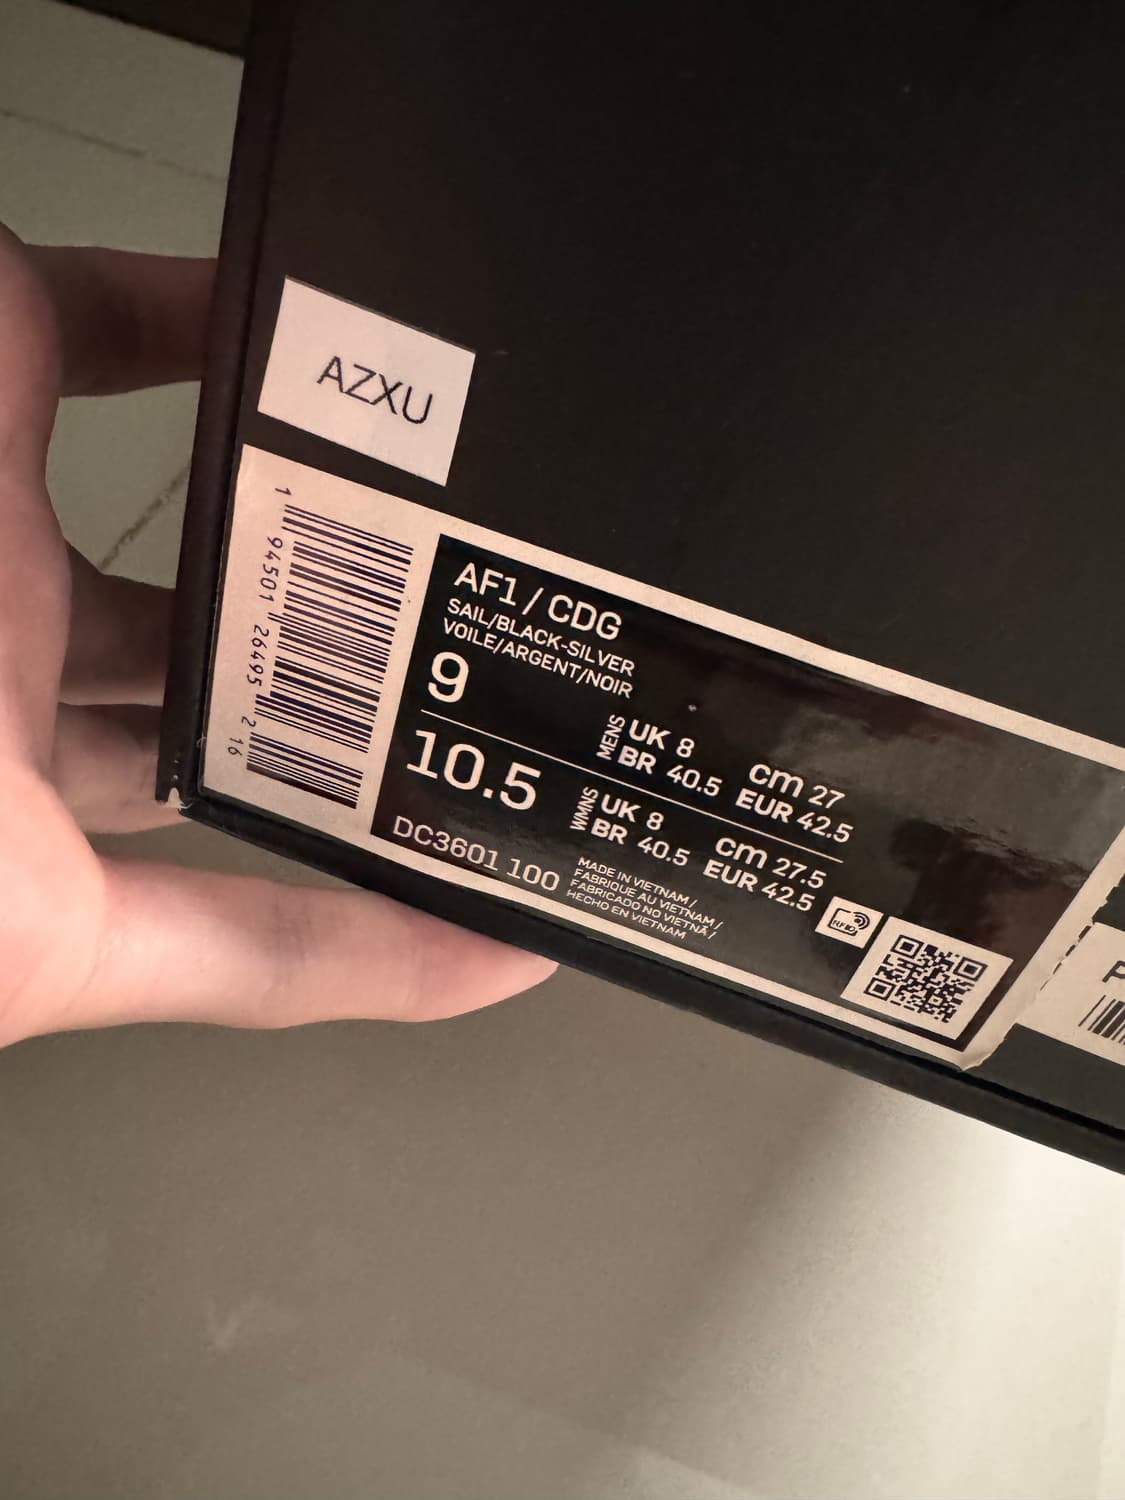 AZXU
1 94501 26495 2 16
AF1 / CDG
SAIL/BLACK-SILVER
VOILE/ARGENT/NOIR
9
MENS UK 8 cm 27
BR 40.5 EUR 42.5
10.5
WMNS UK 8 cm 27.5
BR 40.5 EUR 42.5
DC3601 100
MADE IN VIETNAM /
FABRIQUE AU VIETNAM /
FABRICADO NO VIETNÃ /
HECHO EN VIETNAM
RFID
P